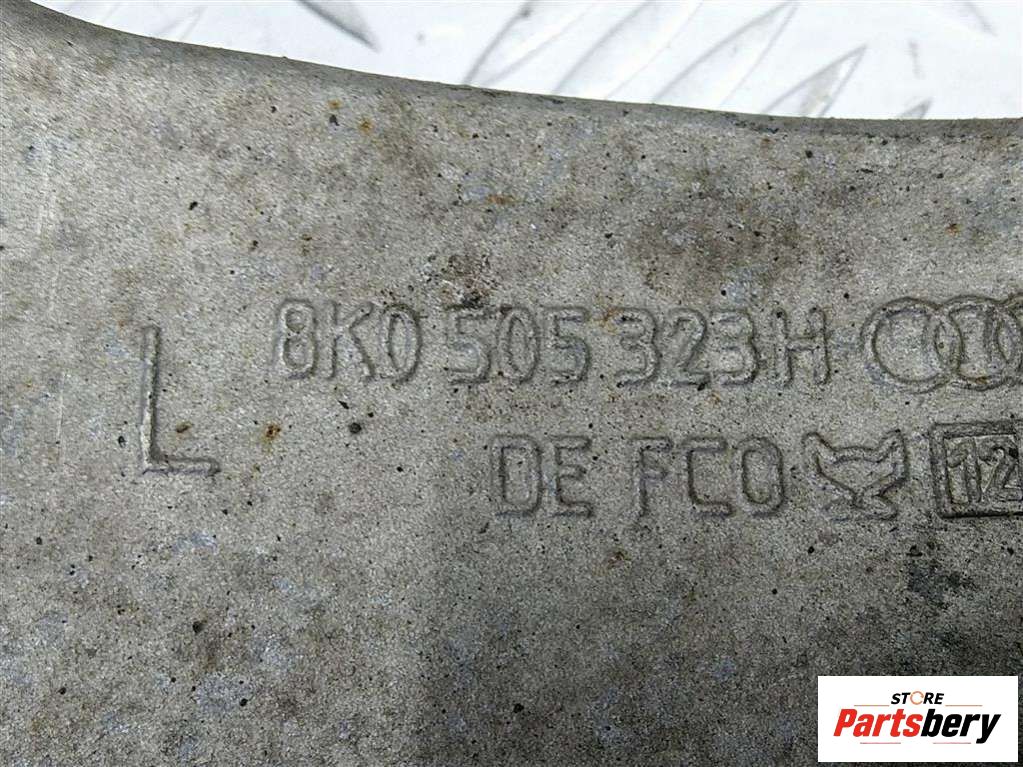 8K0 505 323 H
L
DE FCO 12
STORE
Partsbery